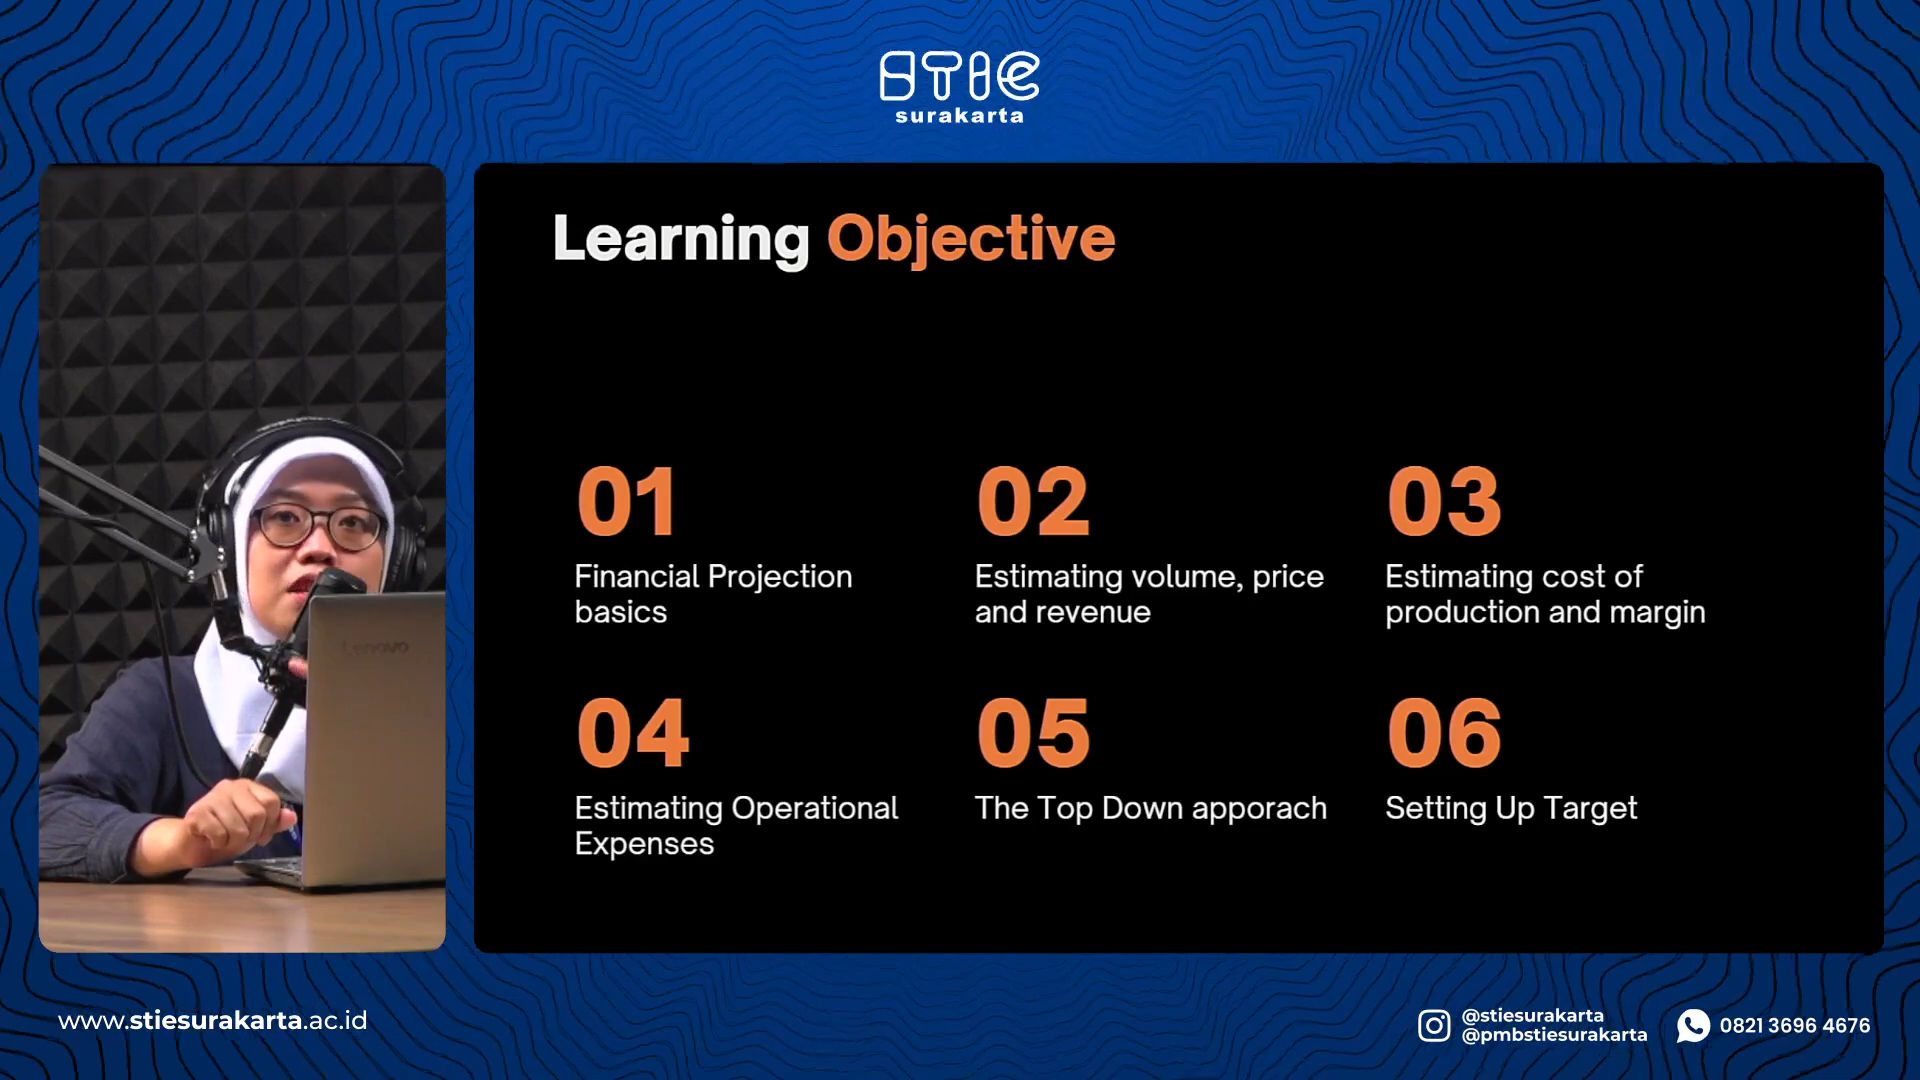 STIE
surakarta
Learning Objective
01
Financial Projection
basics
02
Estimating volume, price
and revenue
03
Estimating cost of
production and margin
04
Estimating Operational
Expenses
05
The Top Down apporach
06
Setting Up Target
Lenovo
www.stiesurakarta.ac.id
@stiesurakarta
@pmbstiesurakarta
0821 3696 4676